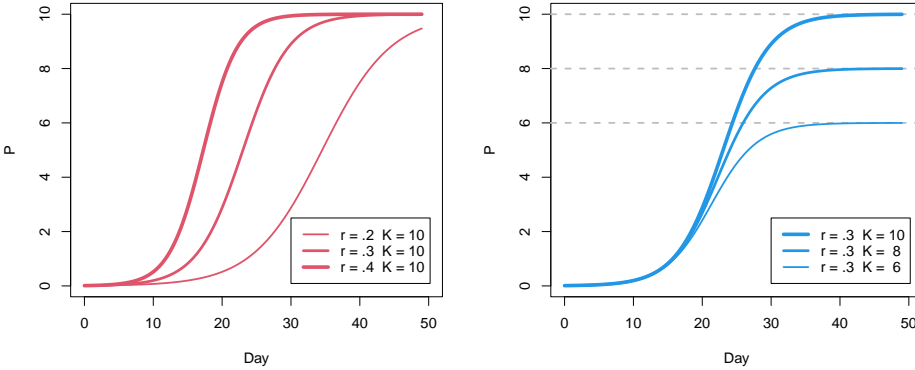 P
10
8
6
4
2
0
r = .2 K = 10
r = .3 K = 10
r = .4 K = 10
0 10 20 30 40 50
Day
P
10
8
6
4
2
0
r = .3 K = 10
r = .3 K = 8
r = .3 K = 6
0 10 20 30 40 50
Day